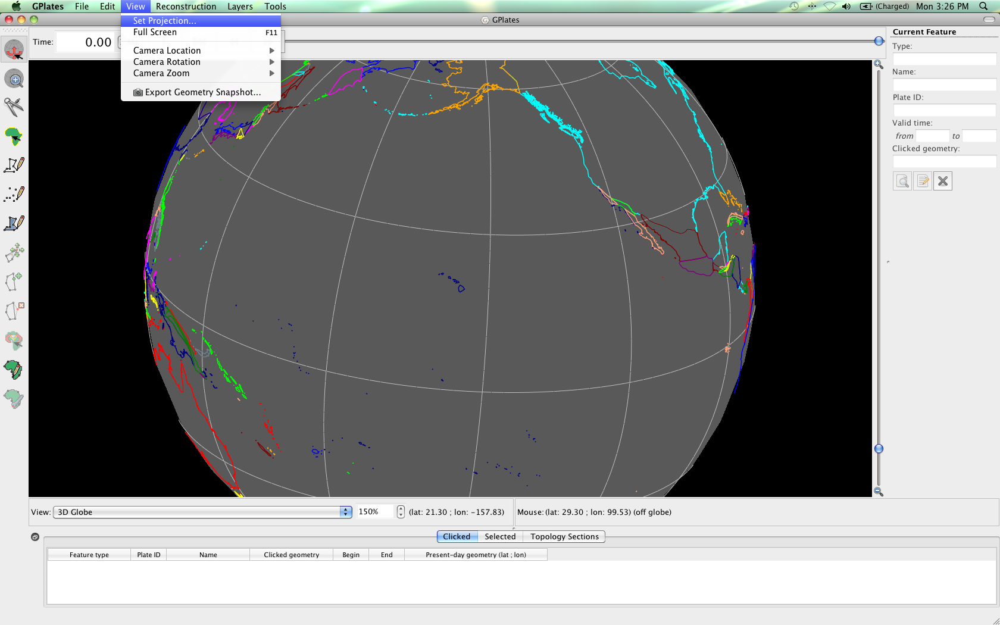 GPlates File Edit View Reconstruction Layers Tools (Charged) Mon 3:26 PM
GPlates
Set Projection...
Full Screen F11
Camera Location
Camera Rotation
Camera Zoom
Export Geometry Snapshot...
Time: 0.00
Current Feature
Type:
Name:
Plate ID:
Valid time:
from to
Clicked geometry:
View: 3D Globe 150% (lat: 21.30 ; lon: -157.83) Mouse: (lat: 29.30 ; lon: 99.53) (off globe)
Clicked Selected Topology Sections
Feature type Plate ID Name Clicked geometry Begin End Present-day geometry (lat ; lon)